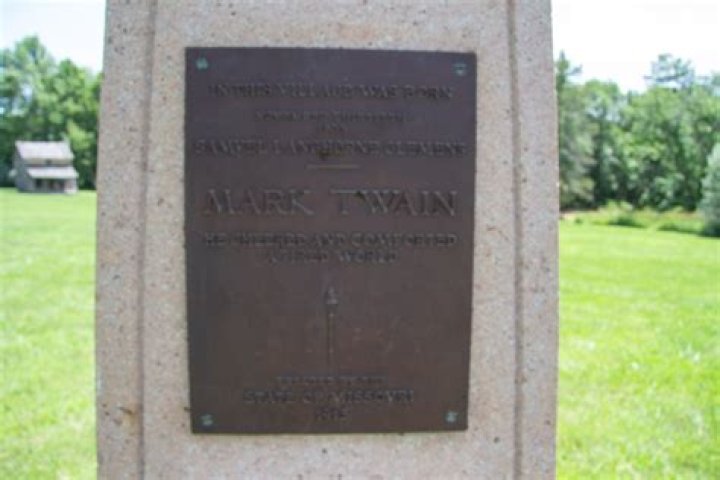 IN THIS VILLAGE WAS BORN
SAMUEL LANGHORNE CLEMENS
MARK TWAIN
HE CHEERED AND COMFORTED
A TIRED WORLD
STATE OF MISSOURI